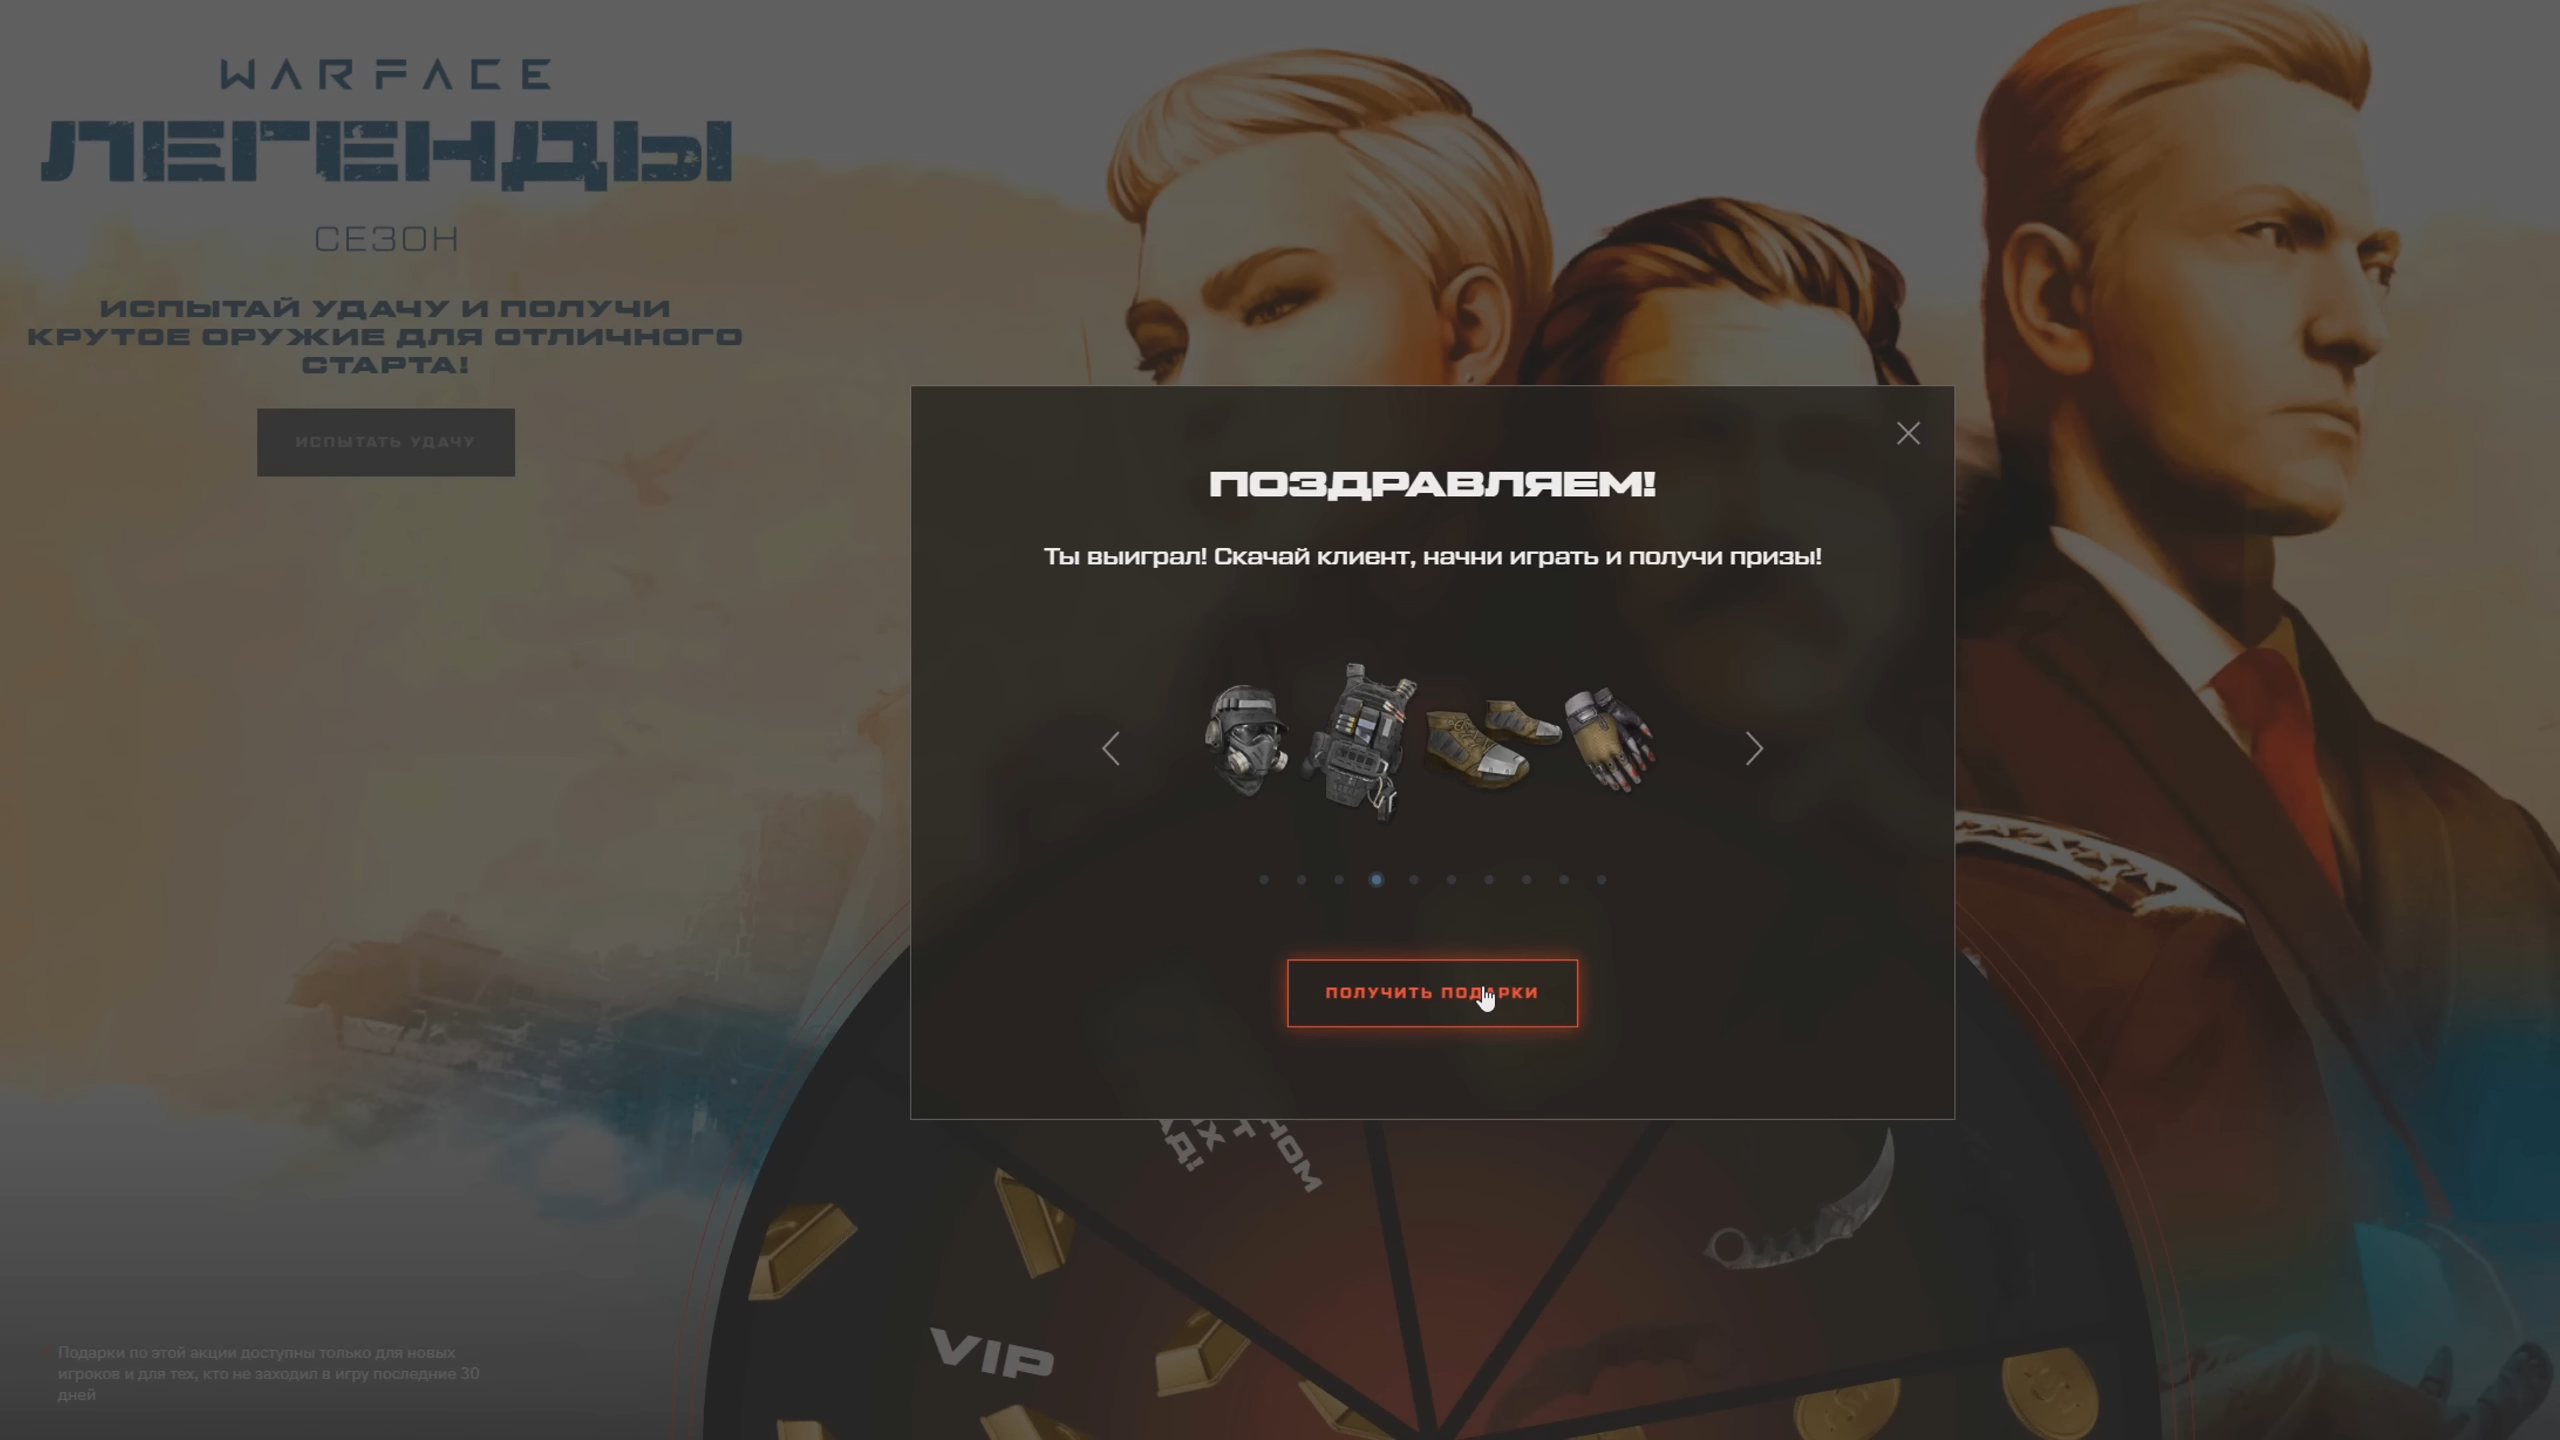 WARFACE
ЛЕГЕНДЫ
СЕЗОН
ИСПЫТАЙ УДАЧУ И ПОЛУЧИ
КРУТОЕ ОРУЖИЕ ДЛЯ ОТЛИЧНОГО
СТАРТА!
ИСПЫТАТЬ УДАЧУ
ПОЗДРАВЛЯЕМ!
Ты выиграл! Скачай клиент, начни играть и получи призы!
ПОЛУЧИТЬ ПОДАРКИ
VIP
* Подарки по этой акции доступны только для новых
игроков и для тех, кто не заходил в игру последние 30
дней